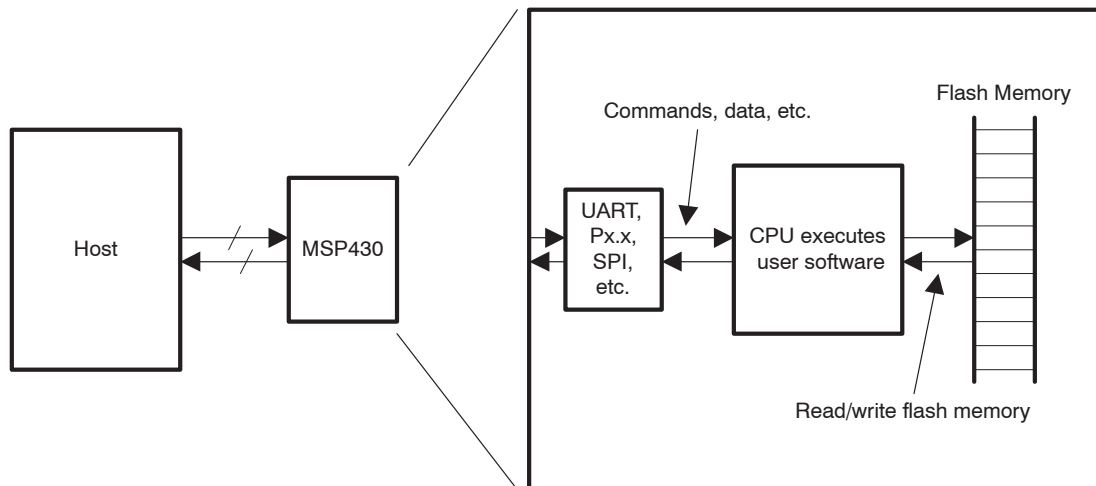 Host
MSP430
UART,
Px.x,
SPI,
etc.
Commands, data, etc.
CPU executes
user software
Flash Memory
Read/write flash memory